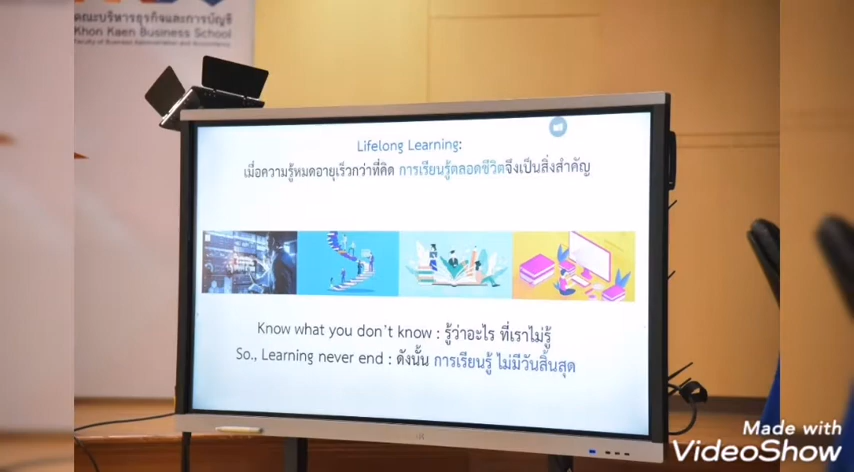 คณะบริหารธุรกิจและการบัญชี
Khon Kaen Business School
Faculty of Business Administration and Accountancy
Lifelong Learning:
เมื่อความรู้หมดอายุเร็วกว่าที่คิด การเรียนรู้ตลอดชีวิตจึงเป็นสิ่งสำคัญ
Know what you don't know : รู้ว่าอะไร ที่เราไม่รู้
So., Learning never end : ดังนั้น การเรียนรู้ ไม่มีวันสิ้นสุด
Made with
VideoShow